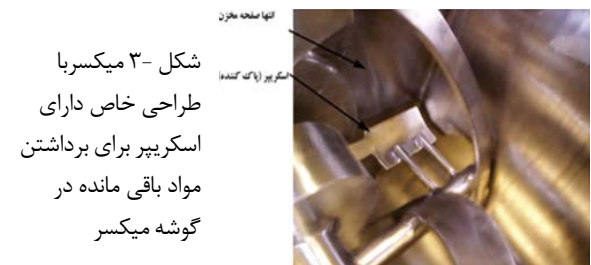 انتها صفحه مخزن
اسکریپر (پاک کننده)
شکل -۳ میکسربا
طراحی خاص دارای
اسکریپر برای برداشتن
مواد باقی مانده در
گوشه میکسر